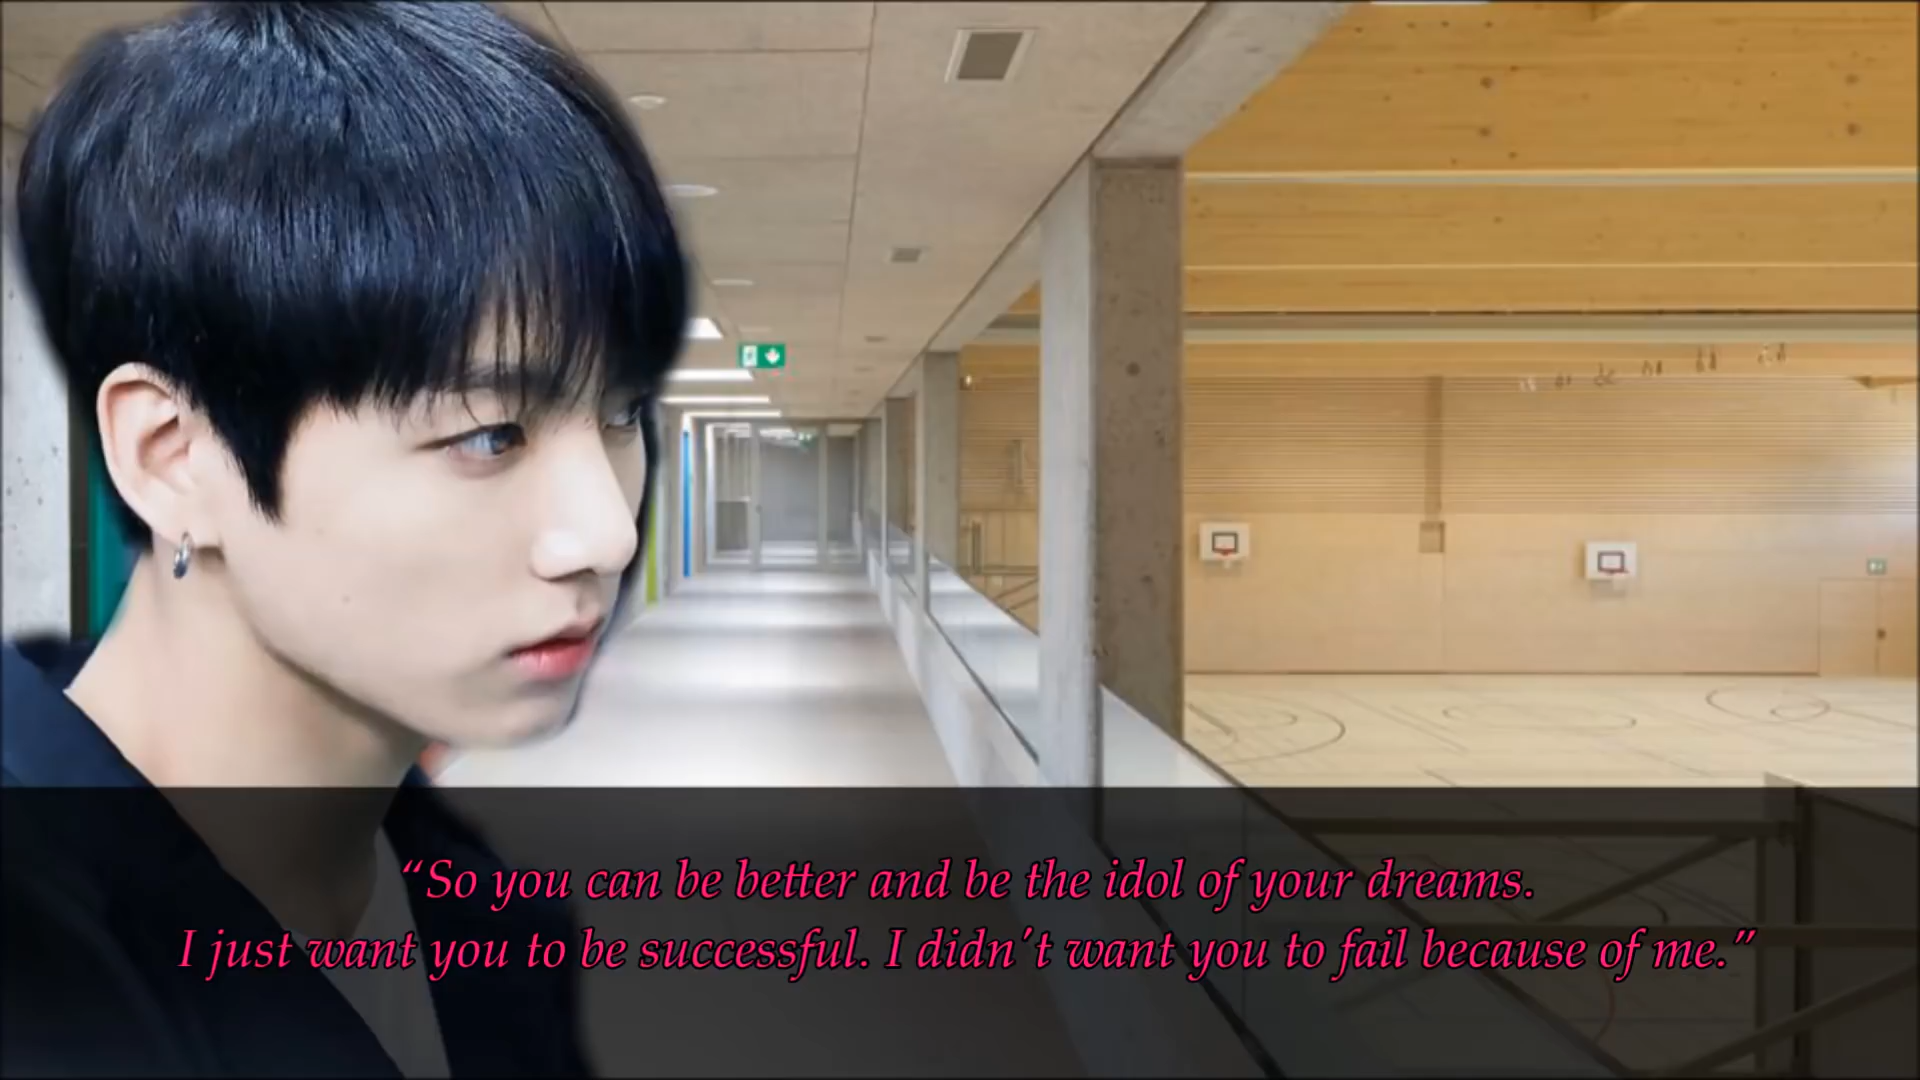 “So you can be better and be the idol of your dreams.
I just want you to be successful. I didn't want you to fail because of me.”